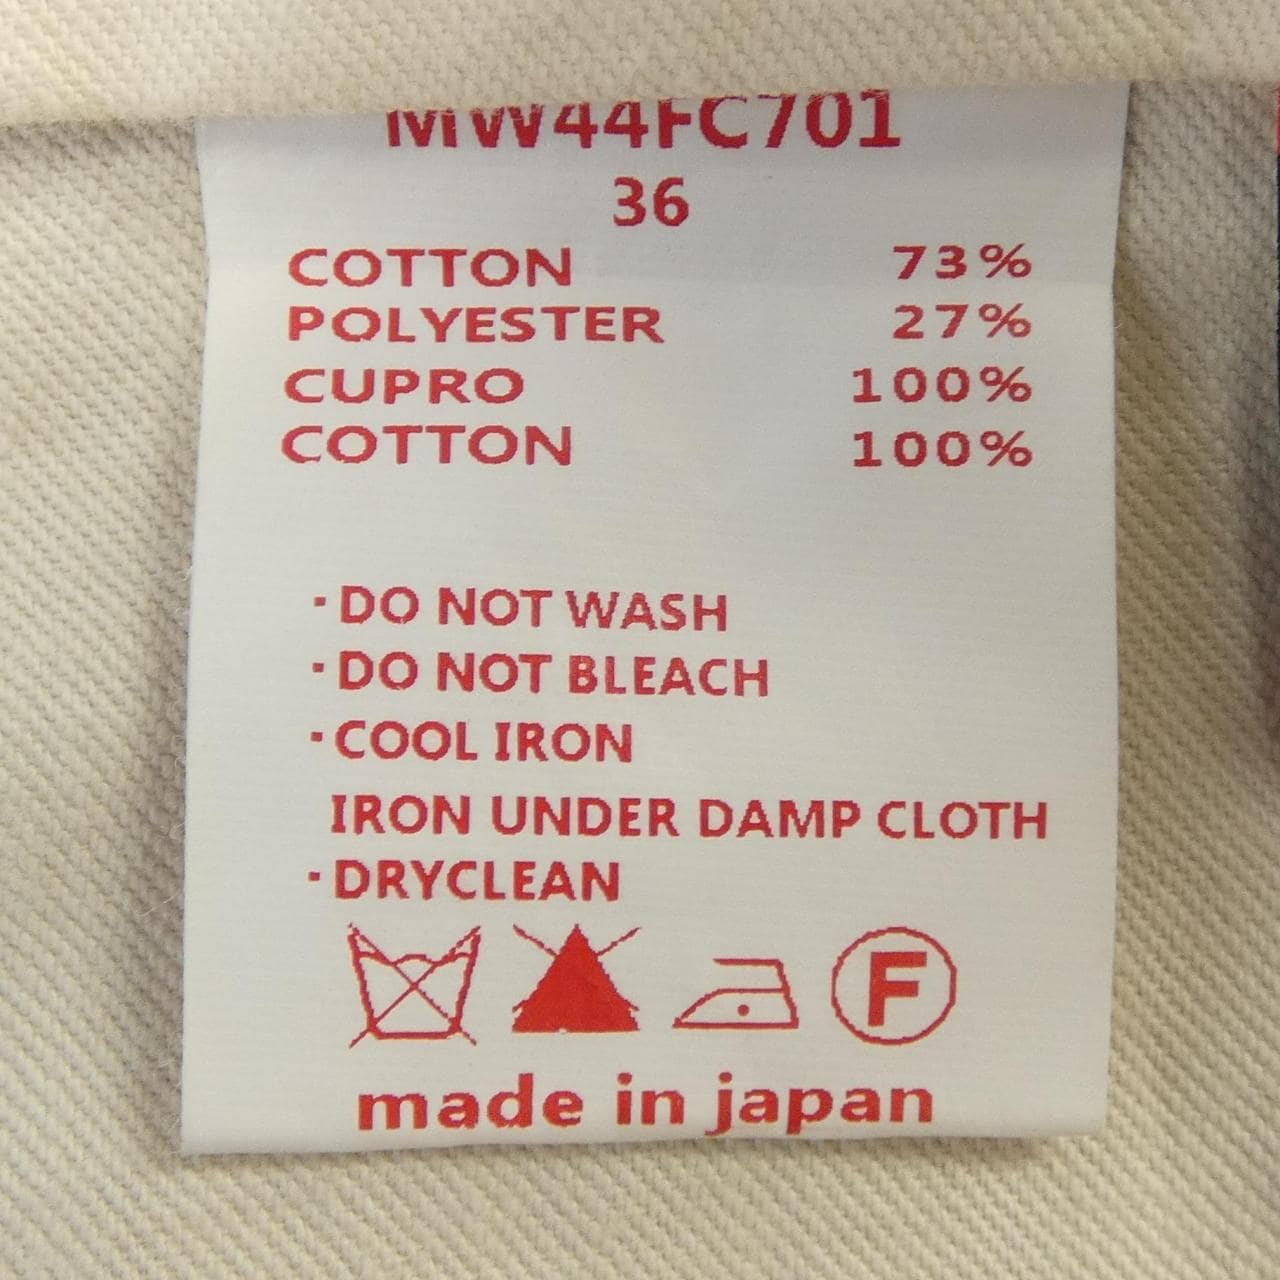 MW44FC701
36
COTTON 73%
POLYESTER 27%
CUPRO 100%
COTTON 100%
·DO NOT WASH
·DO NOT BLEACH
·COOL IRON
IRON UNDER DAMP CLOTH
·DRYCLEAN
F
made in japan